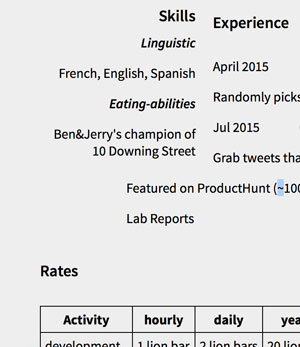 Skills
Linguistic
French, English, Spanish
Eating-abilities
Ben&Jerry's champion of
10 Downing Street
Experience
April 2015
Randomly picks
Jul 2015
Grab tweets tha
Featured on ProductHunt (~100
Lab Reports
Rates
Activity hourly daily yea
development 1 lion bar 2 lion bars 20 lio